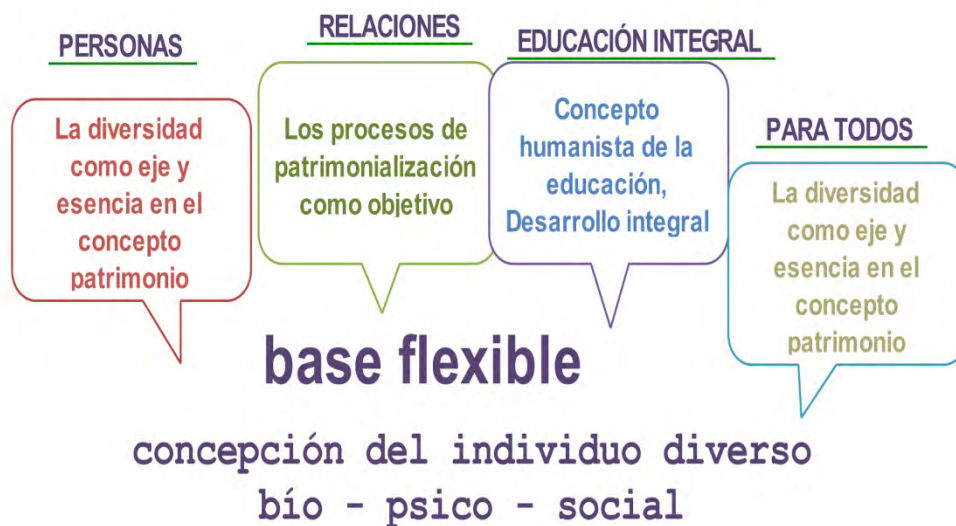 PERSONAS
La diversidad
como eje y
esencia en el
concepto
patrimonio
RELACIONES
Los procesos de
patrimonialización
como objetivo
EDUCACIÓN INTEGRAL
Concepto
humanista de la
educación,
Desarrollo integral
PARA TODOS
La diversidad
como eje y
esencia en el
concepto
patrimonio
base flexible
concepción del individuo diverso
bío - psico - social